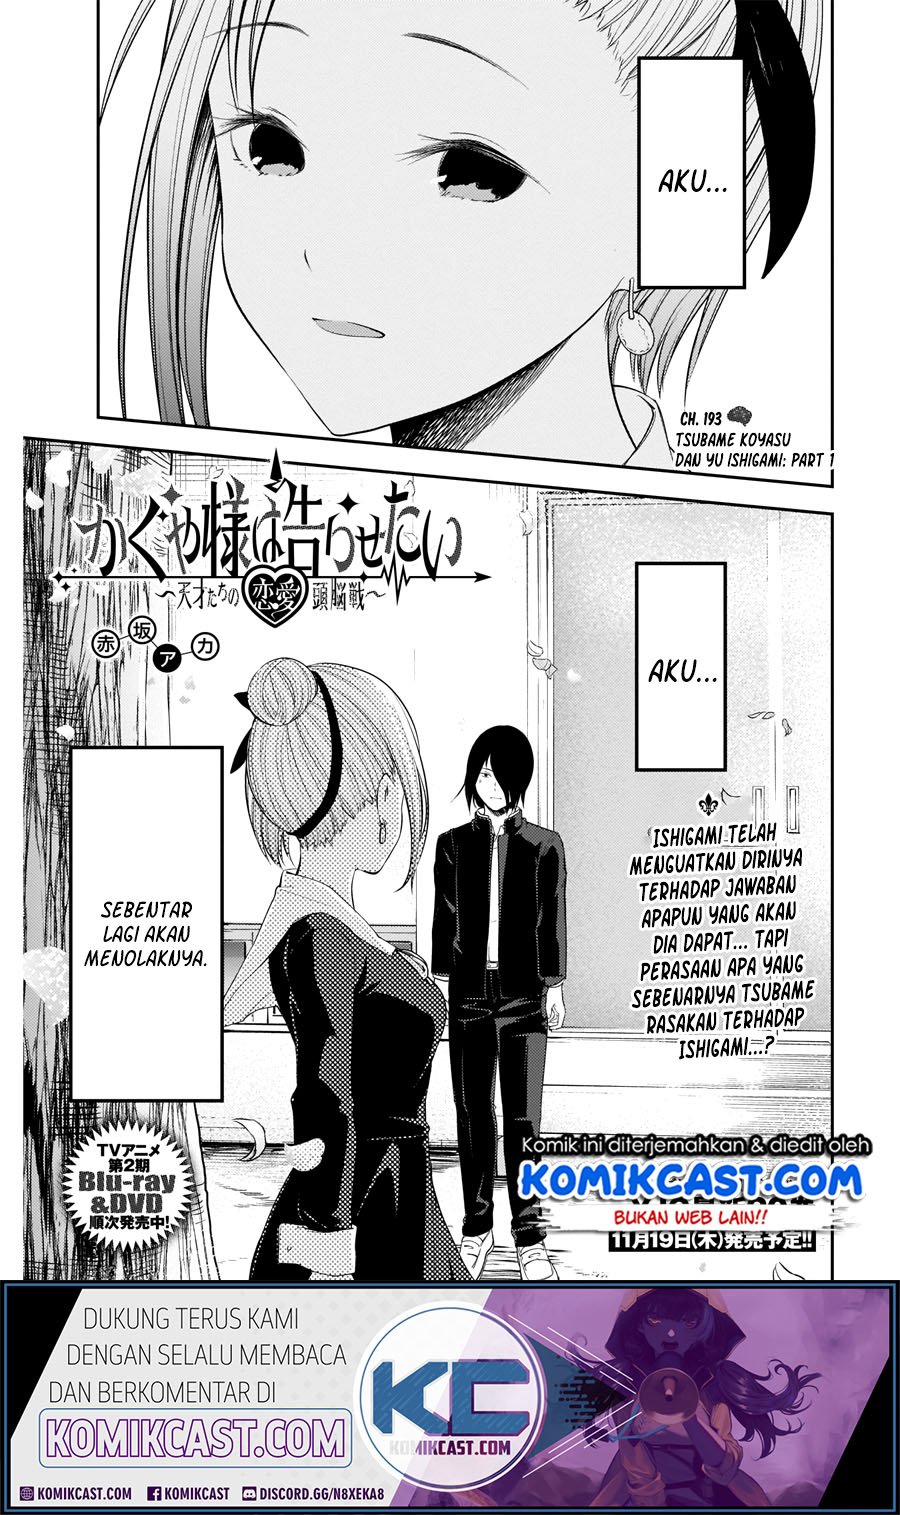 AKU...
CH. 193
TSUBAME KOYASU
DAN YU ISHIGAMI: PART 1
かぐや様は告らせたい
～天才たちの恋愛頭脳戦～
赤坂アカ
AKU...
ISHIGAMI TELAH
MENGUATKAN DIRINYA
TERHADAP JAWABAN
APAPUN YANG AKAN
DIA DAPAT... TAPI
PERASAAN APA YANG
SEBENARNYA TSUBAME
RASAKAN TERHADAP
ISHIGAMI...?
SEBENTAR
LAGI AKAN
MENOLAKNYA.
TVアニメ
第2期
Blu-ray
&DVD
順次発売中!
Komik ini diterjemahkan & diedit oleh
KOMIKCAST.COM
BUKAN WEB LAIN!!
11月19日(木)発売予定!!
DUKUNG TERUS KAMI
DENGAN SELALU MEMBACA
DAN BERKOMENTAR DI
KOMIKCAST.COM
KC
KOMIKCAST.COM
KOMIKCAST.COM
KOMIKCAST
DISCORD.GG/N8XEKA8